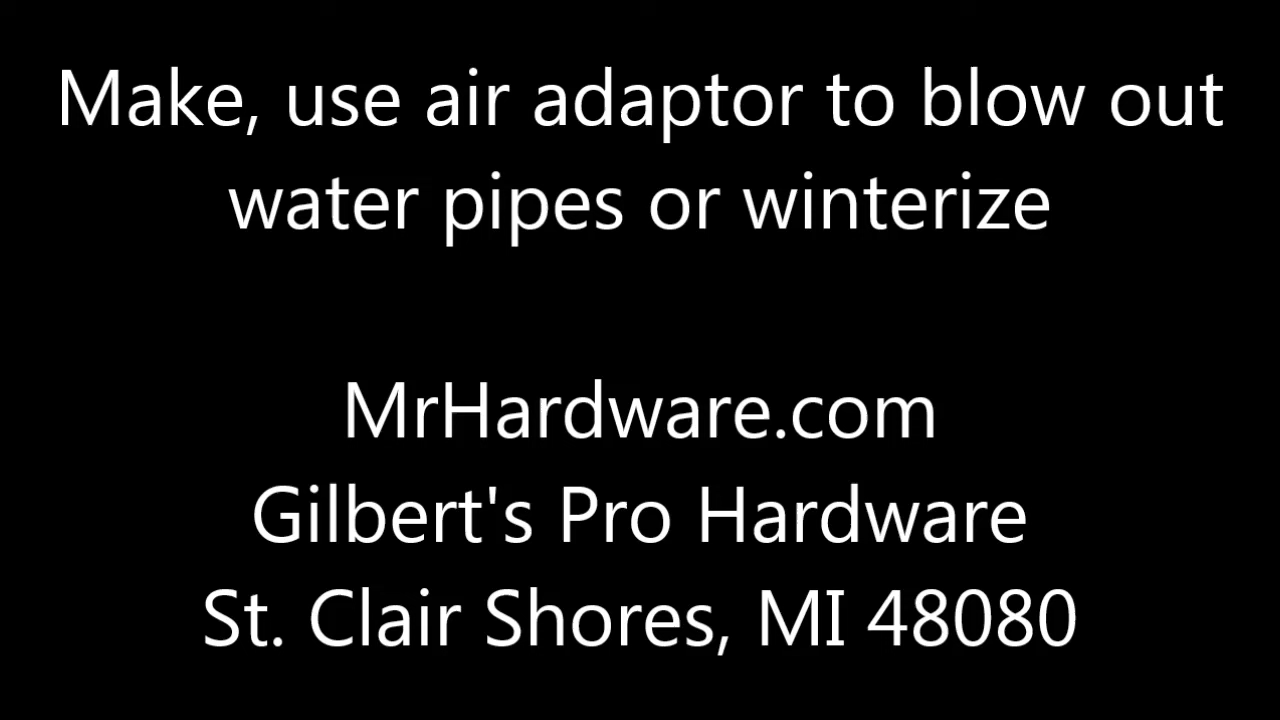 Make, use air adaptor to blow out
water pipes or winterize
MrHardware.com
Gilbert's Pro Hardware
St. Clair Shores, MI 48080